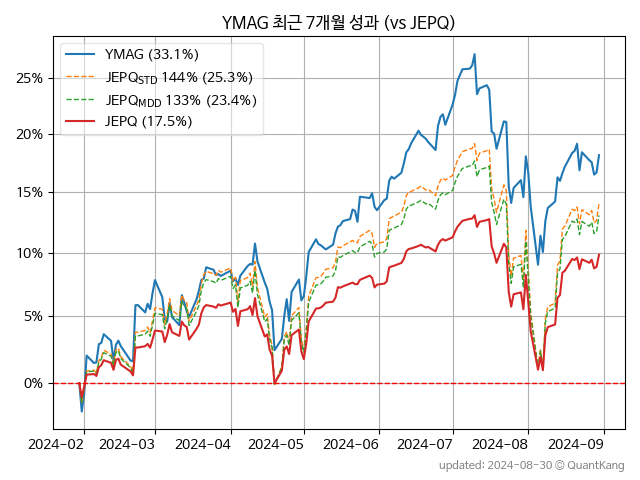 YMAG 최근 7개월 성과 (vs JEPQ)
YMAG (33.1%)
JEPQSTD 144% (25.3%)
JEPQMDD 133% (23.4%)
JEPQ (17.5%)
25%
20%
15%
10%
5%
0%
2024-02 2024-03 2024-04 2024-05 2024-06 2024-07 2024-08 2024-09
updated: 2024-08-30 © QuantKang